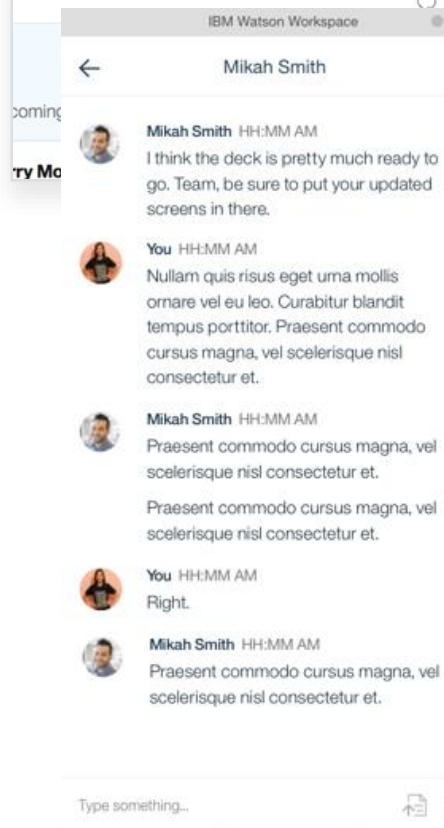 IBM Watson Workspace
Mikah Smith
coming
rry Mo
Mikah Smith HH:MM AM
I think the deck is pretty much ready to
go. Team, be sure to put your updated
screens in there.
You HH:MM AM
Nullam quis risus eget urna mollis
ornare vel eu leo. Curabitur blandit
tempus porttitor. Praesent commodo
cursus magna, vel scelerisque nisl
consectetur et.
Mikah Smith HH:MM AM
Praesent commodo cursus magna, vel
scelerisque nisl consectetur et.
Praesent commodo cursus magna, vel
scelerisque nisl consectetur et.
You HH:MM AM
Right.
Mikah Smith HH:MM AM
Praesent commodo cursus magna, vel
scelerisque nisl consectetur et.
Type something...